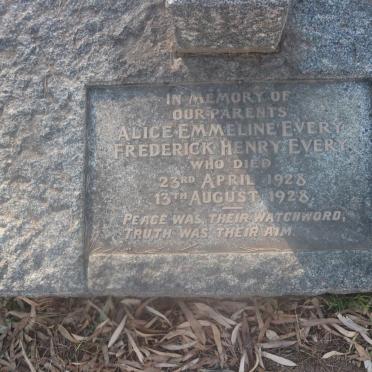 IN MEMORY OF
OUR PARENTS
ALICE EMMELINE EVERY
FREDERICK HENRY EVERY
WHO DIED
23RD APRIL 1928
13TH AUGUST 1928
PEACE WAS THEIR WATCHWORD,
TRUTH WAS THEIR AIM.